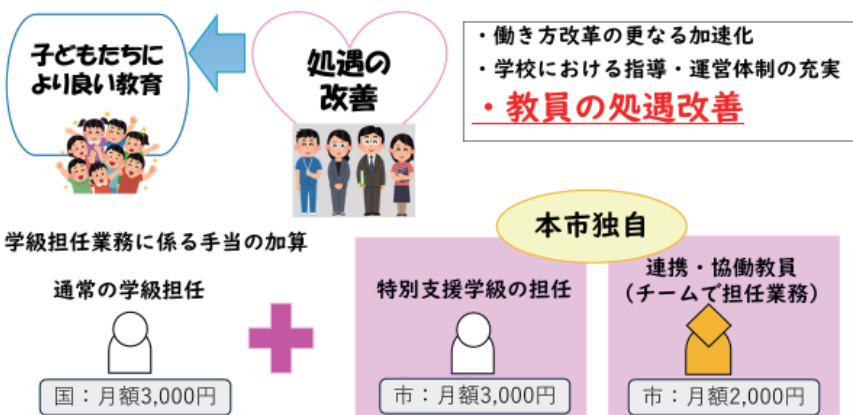 子どもたちに
より良い教育
処遇の
改善
・働き方改革の更なる加速化
・学校における指導・運営体制の充実
・教員の処遇改善
学級担任業務に係る手当の加算
本市独自
通常の学級担任
特別支援学級の担任
連携・協働教員
（チームで担任業務）
国：月額3,000円
市：月額3,000円
市：月額2,000円